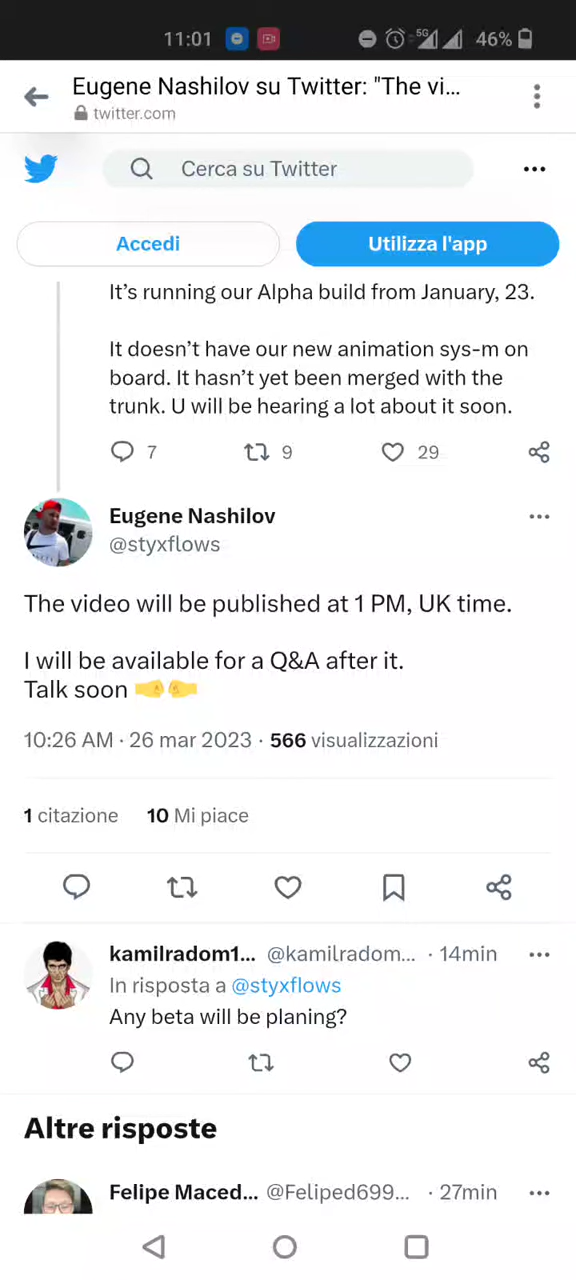 11:01 5G 46%
Eugene Nashilov su Twitter: "The vi...
twitter.com
Cerca su Twitter
Accedi
Utilizza l'app
It’s running our Alpha build from January, 23.
It doesn’t have our new animation sys-m on
board. It hasn’t yet been merged with the
trunk. U will be hearing a lot about it soon.
7 9 29
Eugene Nashilov
@styxflows
The video will be published at 1 PM, UK time.
I will be available for a Q&A after it.
Talk soon 🤜🤛
10:26 AM · 26 mar 2023 · 566 visualizzazioni
1 citazione 10 Mi piace
kamilradom1... @kamilradom... · 14min
In risposta a @styxflows
Any beta will be planing?
Altre risposte
Felipe Maced... @Feliped699... · 27min